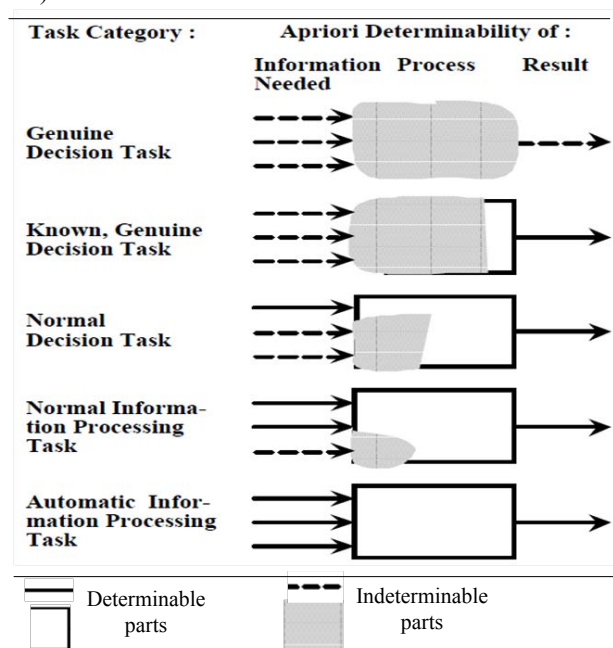 Task Category :
Apriori Determinability of :
Information Process Result
Needed
Genuine
Decision Task
Known, Genuine
Decision Task
Normal
Decision Task
Normal Informa-
tion Processing
Task
Automatic Infor-
mation Processing
Task
Determinable
parts
Indeterminable
parts